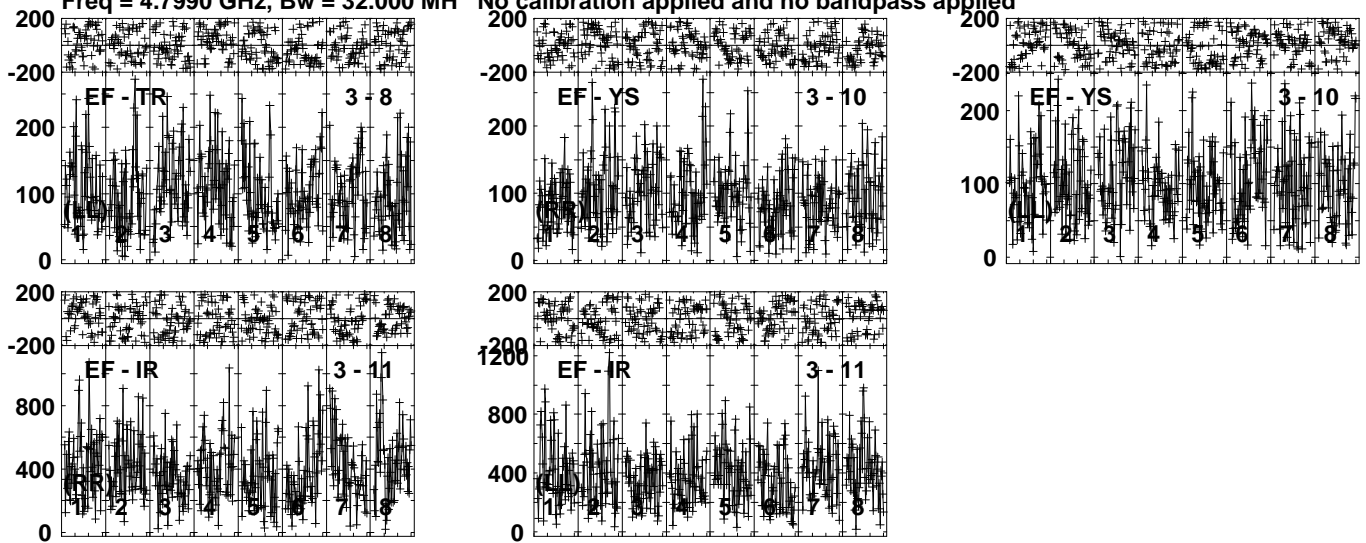 Freq = 4.7990 GHz, Bw = 32.000 MH No calibration applied and no bandpass applied
200
-200
EF - TR 3 - 8
200
100
(LL)
1 2 3 4 5 6 7 8
0
200
-200
EF - YS 3 - 10
200
100
(RR)
1 2 3 4 5 6 7 8
0
200
-200
EF - YS 3 - 10
200
100
(LL)
1 2 3 4 5 6 7 8
0
200
-200
EF - IR 3 - 11
800
400
(RR)
1 2 3 4 5 6 7 8
0
200
-200
1200
EF - IR 3 - 11
800
400
(LL)
1 2 3 4 5 6 7 8
0